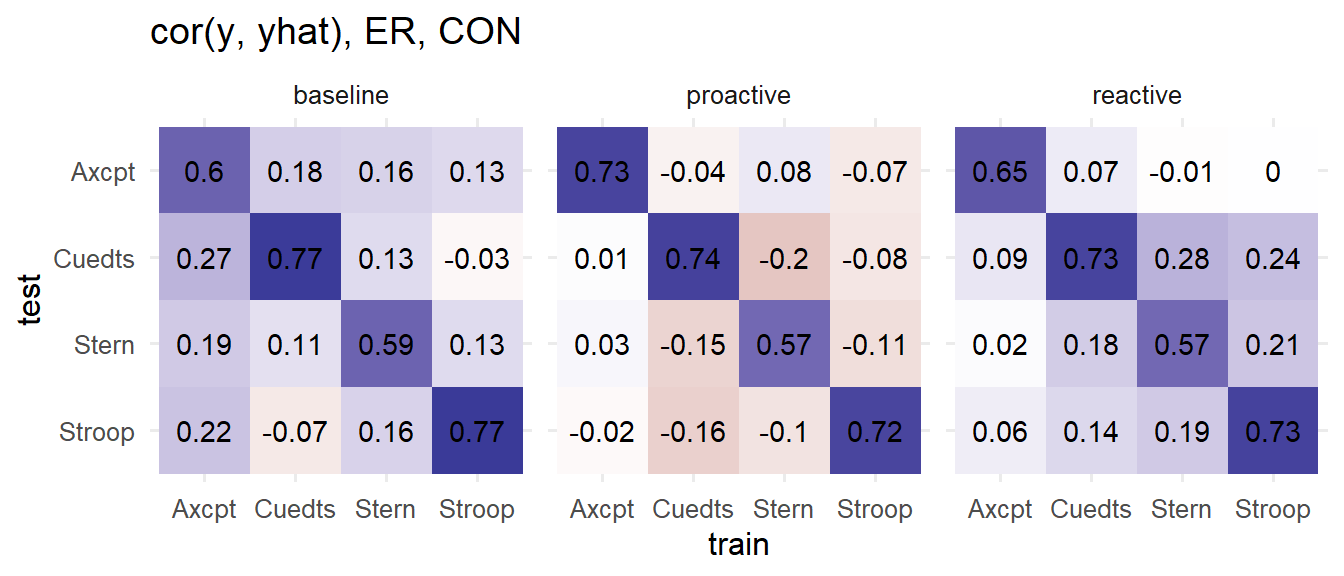 cor(y, yhat), ER, CON
baseline proactive reactive
Axcpt 0.6 0.18 0.16 0.13 0.73 -0.04 0.08 -0.07 0.65 0.07 -0.01 0
Cuedts 0.27 0.77 0.13 -0.03 0.01 0.74 -0.2 -0.08 0.09 0.73 0.28 0.24
test
Stern 0.19 0.11 0.59 0.13 0.03 -0.15 0.57 -0.11 0.02 0.18 0.57 0.21
Stroop 0.22 -0.07 0.16 0.77 -0.02 -0.16 -0.1 0.72 0.06 0.14 0.19 0.73
Axcpt Cuedts Stern Stroop Axcpt Cuedts Stern Stroop Axcpt Cuedts Stern Stroop
train